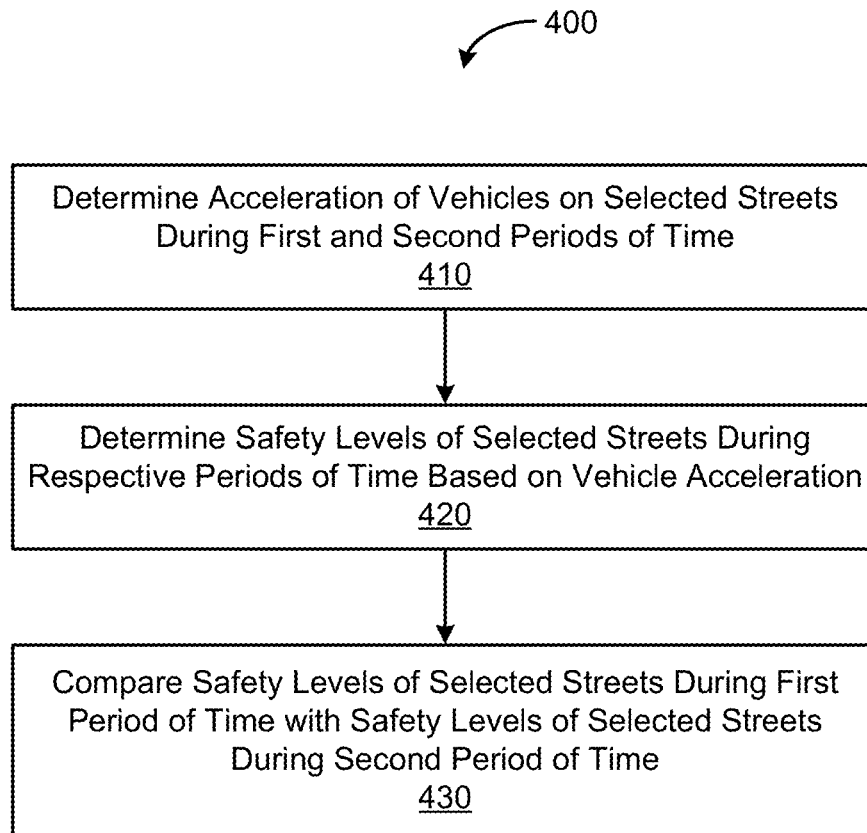 400
Determine Acceleration of Vehicles on Selected Streets
During First and Second Periods of Time
410
Determine Safety Levels of Selected Streets During
Respective Periods of Time Based on Vehicle Acceleration
420
Compare Safety Levels of Selected Streets During First
Period of Time with Safety Levels of Selected Streets
During Second Period of Time
430